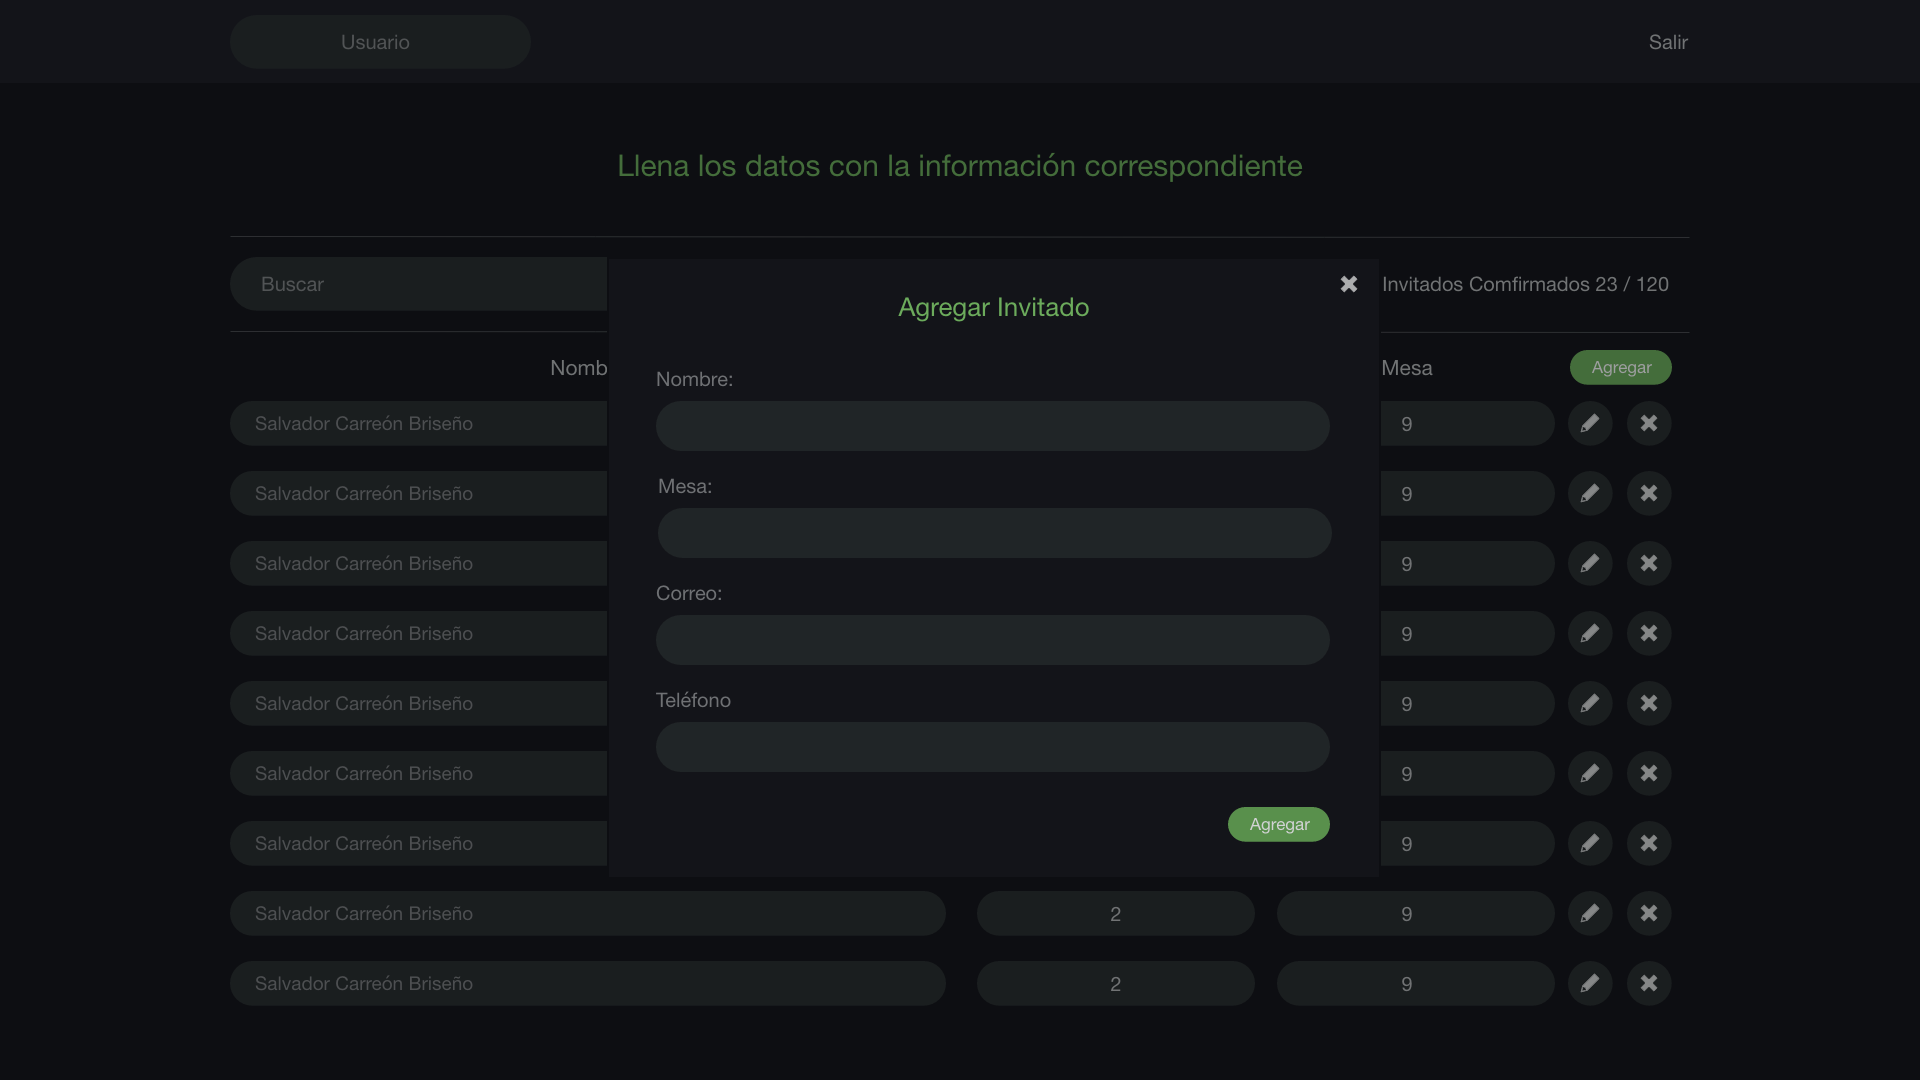 Usuario
Salir
Llena los datos con la información correspondiente
Buscar
Invitados Comfirmados 23 / 120
Nomb
Mesa
Agregar
Salvador Carreón Briseño
9
Salvador Carreón Briseño
9
Salvador Carreón Briseño
9
Salvador Carreón Briseño
9
Salvador Carreón Briseño
9
Salvador Carreón Briseño
9
Salvador Carreón Briseño
9
Salvador Carreón Briseño
2
9
Salvador Carreón Briseño
2
9
Agregar Invitado
Nombre:
Mesa:
Correo:
Teléfono
Agregar